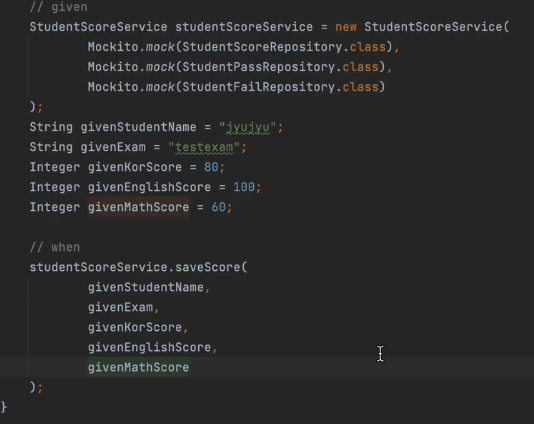 // given
StudentScoreService studentScoreService = new StudentScoreService(
Mockito.mock(StudentScoreRepository.class),
Mockito.mock(StudentPassRepository.class),
Mockito.mock(StudentFailRepository.class)
);
String givenStudentName = "jyujyu";
String givenExam = "testexam";
Integer givenKorScore = 80;
Integer givenEnglishScore = 100;
Integer givenMathScore = 60;
// when
studentScoreService.saveScore(
givenStudentName,
givenExam,
givenKorScore,
givenEnglishScore,
givenMathScore
);
}